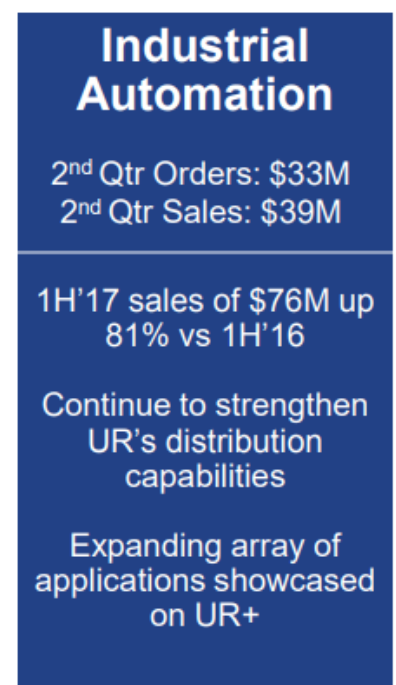 Industrial
Automation
2nd Qtr Orders: $33M
2nd Qtr Sales: $39M
1H’17 sales of $76M up
81% vs 1H’16
Continue to strengthen
UR’s distribution
capabilities
Expanding array of
applications showcased
on UR+